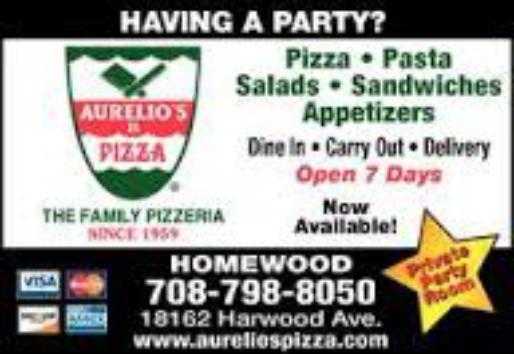 HAVING A PARTY?
AURELIO'S
IS
PIZZA
®
THE FAMILY PIZZERIA
SINCE 1959
Pizza • Pasta
Salads • Sandwiches
Appetizers
Dine In • Carry Out • Delivery
Open 7 Days
Now
Available!
Private
Party
Room
HOMEWOOD
708-798-8050
18162 Harwood Ave.
www.aureliospizza.com
VISA